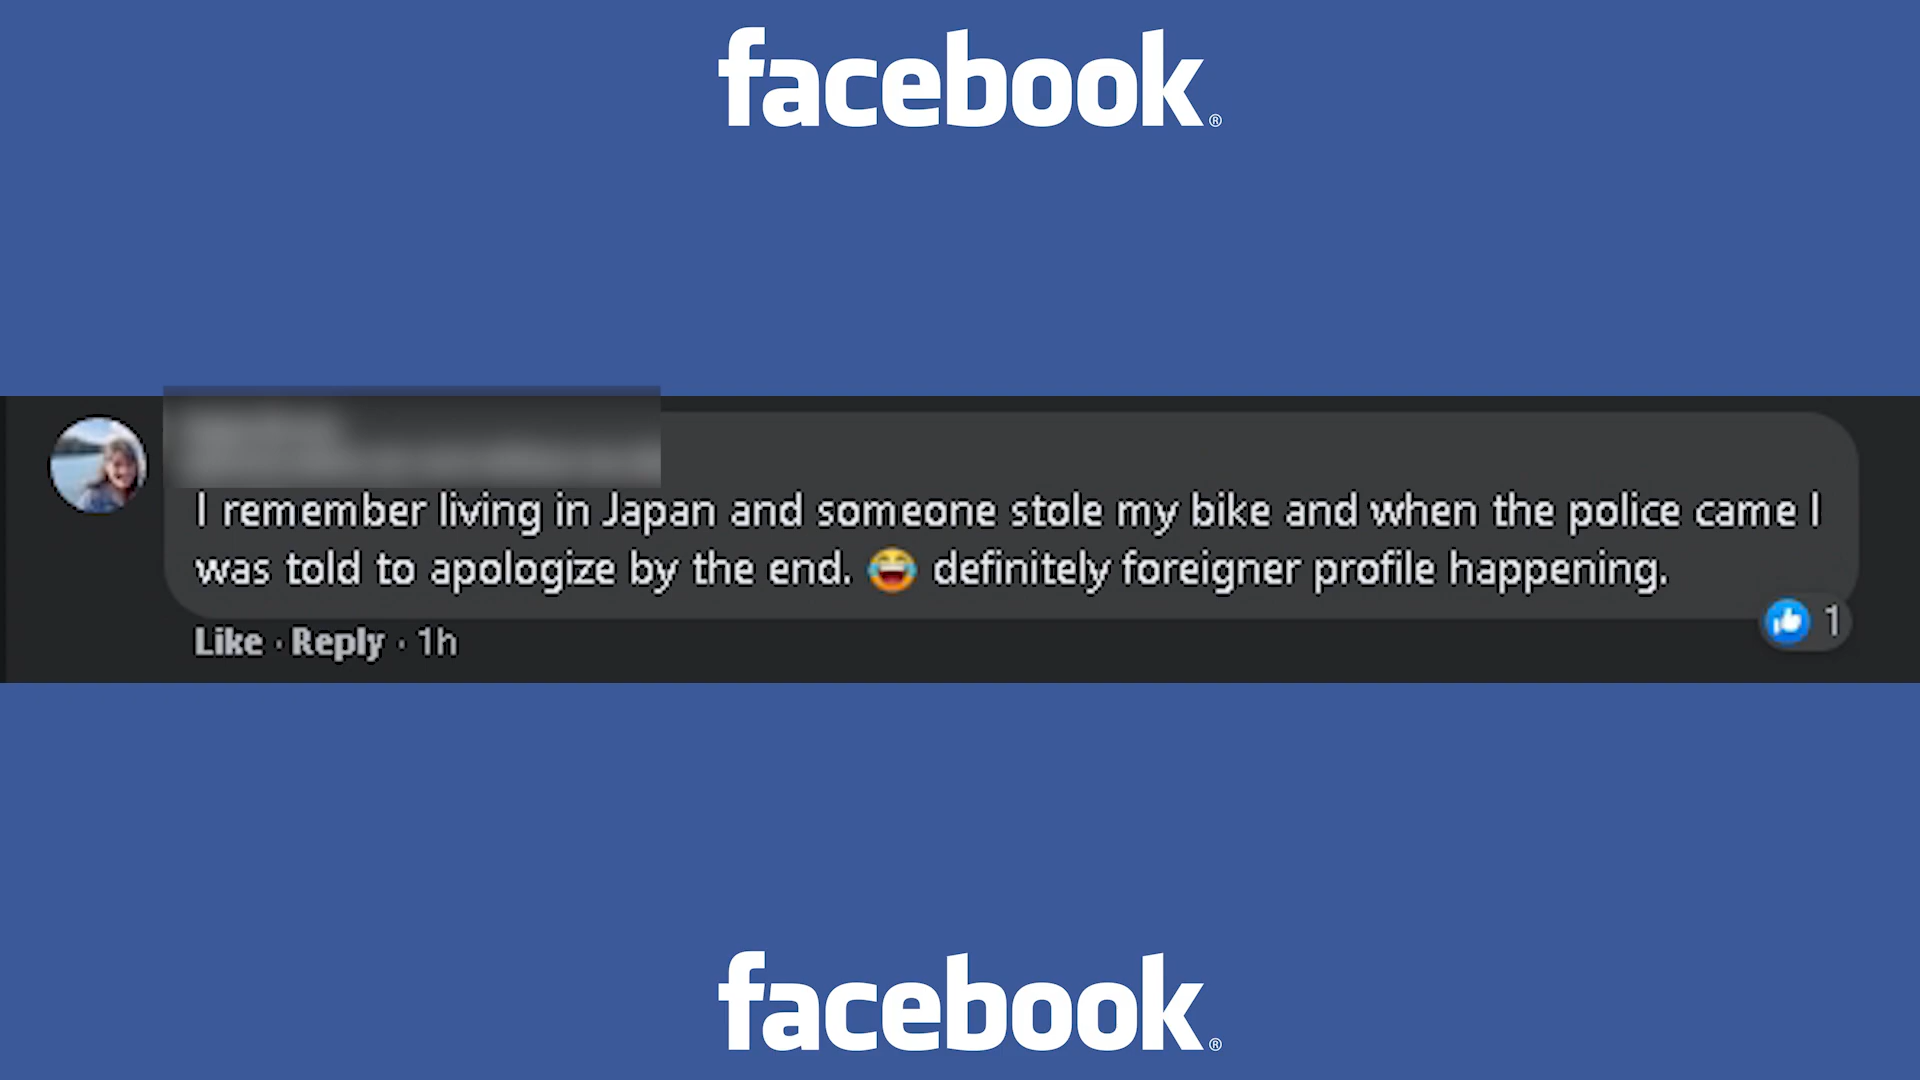 facebook®
I remember living in Japan and someone stole my bike and when the police came I
was told to apologize by the end. 😂 definitely foreigner profile happening.
Like · Reply · 1h
1
facebook®